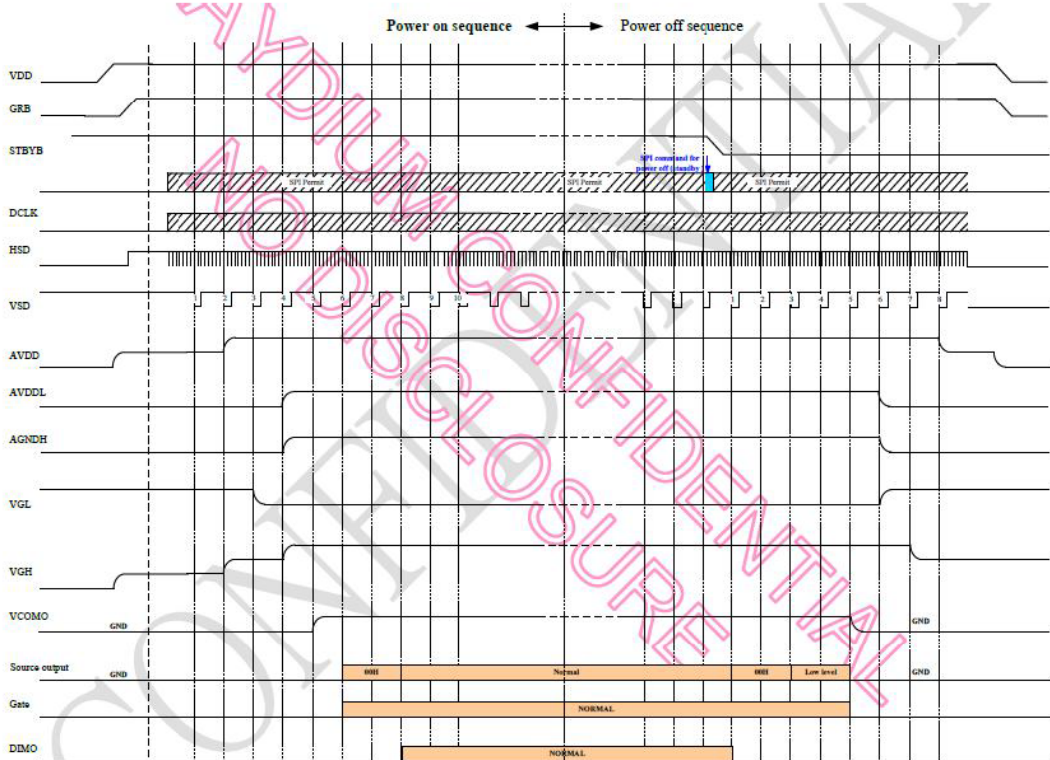 Power on sequence Power off sequence
VDD
GRB
STBYB
SPI command for
power off (standby
SPI Permit SPI Permit SPI Permit
DCLK
HSD
VSD 1 2 3 4 5 6 7 8 9 10 1 2 3 4 5 6 7 8
AVDD
AVDDL
AGNDH
VGL
VGH
VCOMO GND GND
Source output GND 00H Normal 00H Low level GND
Gate NORMAL
DIMO NORMAL
RAYDIUM CONFIDENTIAL
NO DISCLOSURE
CONFIDENTIAL